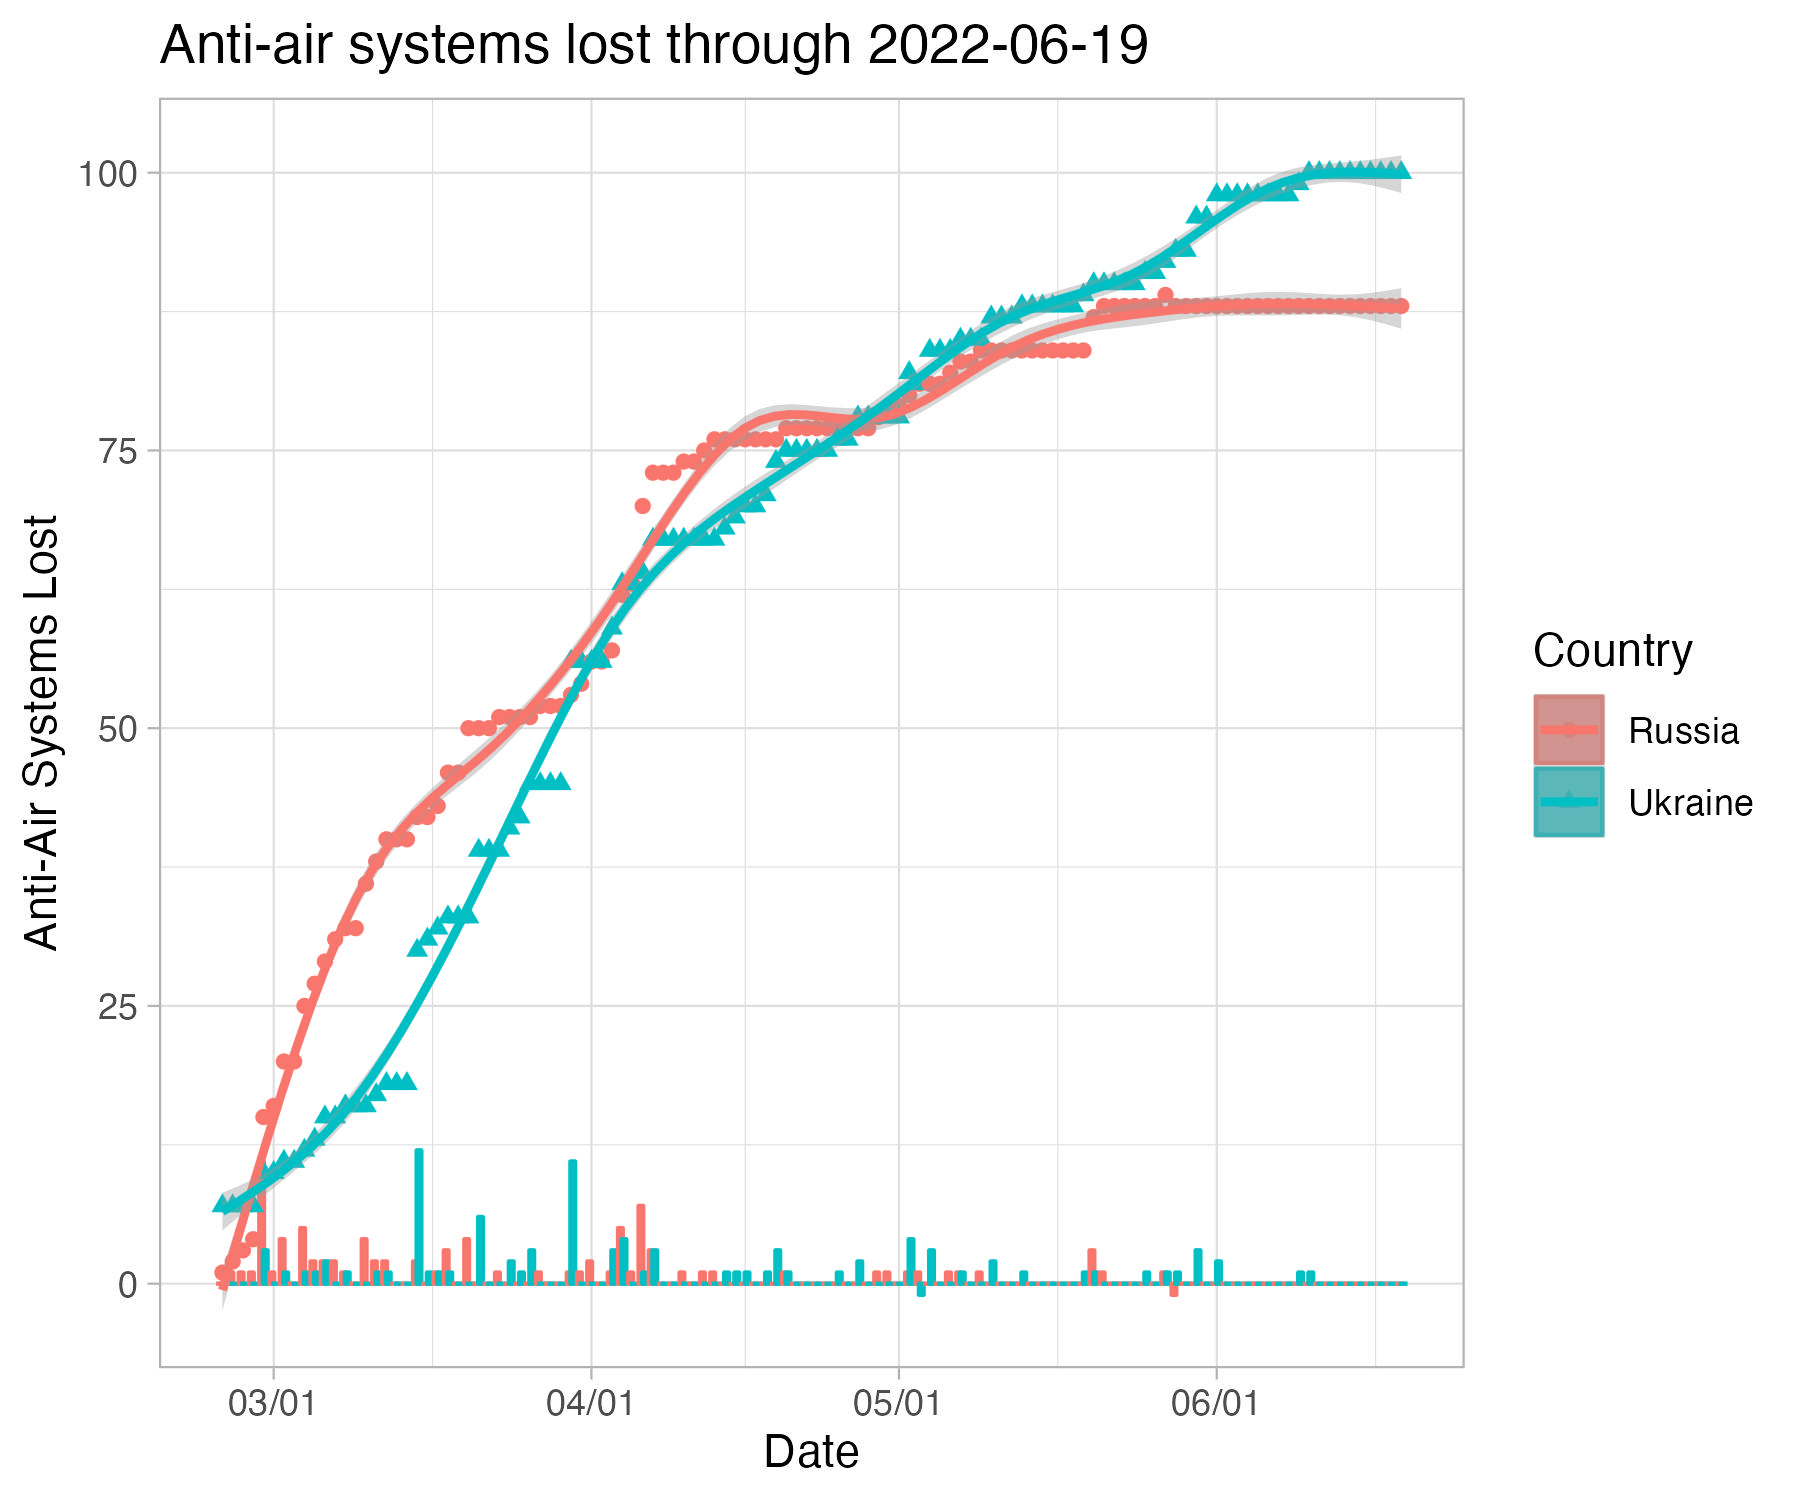 Anti-air systems lost through 2022-06-19
Anti-Air Systems Lost
100
75
50
25
0
03/01 04/01 05/01 06/01
Date
Country
Russia
Ukraine